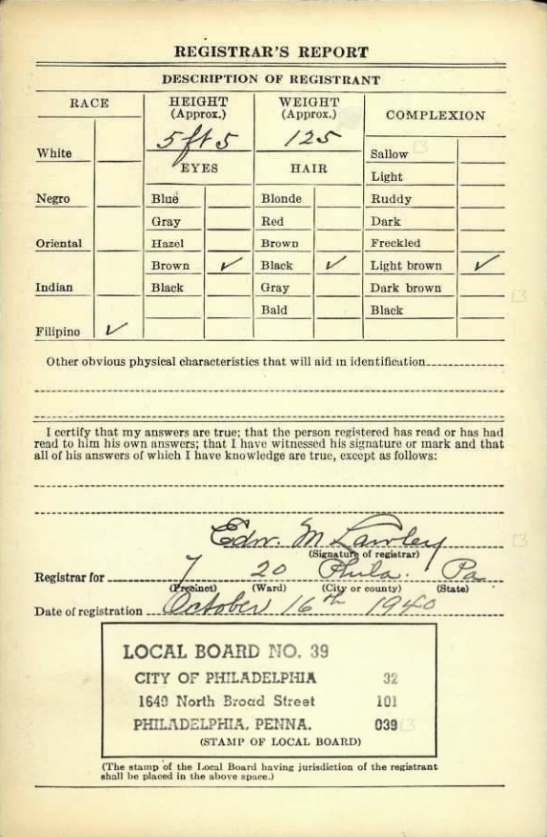 REGISTRAR'S REPORT
DESCRIPTION OF REGISTRANT
RACE
HEIGHT (Approx.)
WEIGHT (Approx.)
COMPLEXION
5 ft 5
125
White
EYES
HAIR
Sallow
Light
Negro
Blue
Blonde
Ruddy
Gray
Red
Dark
Oriental
Hazel
Brown
Freckled
Brown ✓
Black ✓
Light brown ✓
Indian
Black
Gray
Dark brown
Bald
Black
Filipino ✓
Other obvious physical characteristics that will aid in identification
I certify that my answers are true; that the person registered has read or has had
read to him his own answers; that I have witnessed his signature or mark and that
all of his answers of which I have knowledge are true, except as follows:
Edw. M Lawley
(Signature of registrar)
Registrar for 7 20 Phila. Pa
(Precinct) (Ward) (City or county) (State)
Date of registration October 16th 1940
LOCAL BOARD NO. 39
CITY OF PHILADELPHIA 32
1649 North Broad Street 101
PHILADELPHIA, PENNA. 039
(STAMP OF LOCAL BOARD)
(The stamp of the Local Board having jurisdiction of the registrant
shall be placed in the above space.)